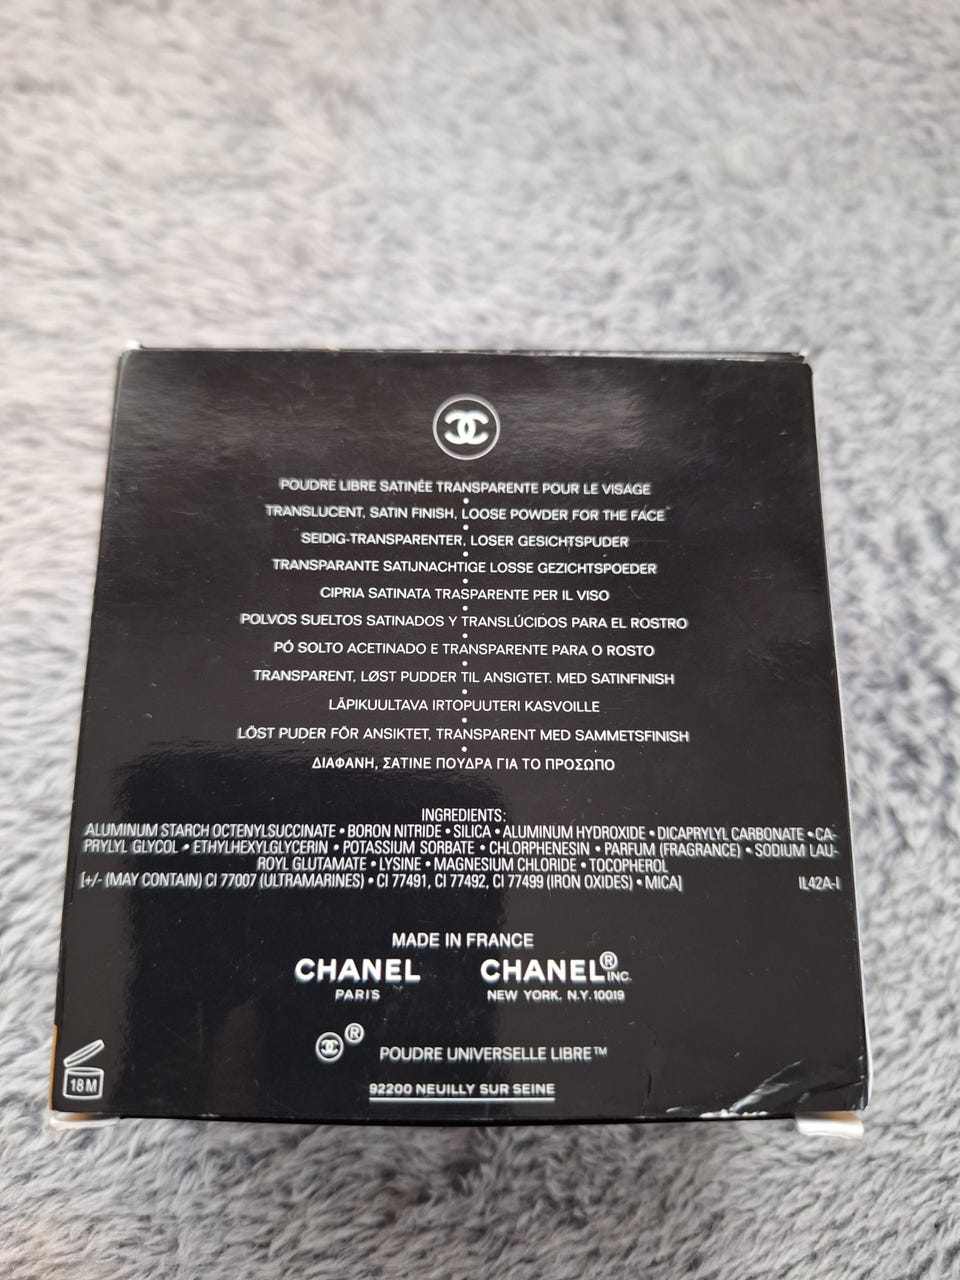 POUDRE LIBRE SATINÉE TRANSPARENTE POUR LE VISAGE
TRANSLUCENT, SATIN FINISH, LOOSE POWDER FOR THE FACE
SEIDIG-TRANSPARENTER, LOSER GESICHTSPUDER
TRANSPARANTE SATIJNACHTIGE LOSSE GEZICHTSPOEDER
CIPRIA SATINATA TRASPARENTE PER IL VISO
POLVOS SUELTOS SATINADOS Y TRANSLÚCIDOS PARA EL ROSTRO
PÓ SOLTO ACETINADO E TRANSPARENTE PARA O ROSTO
TRANSPARENT, LØST PUDDER TIL ANSIGTET. MED SATINFINISH
LÄPIKUULTAVA IRTOPUUTERI KASVOILLE
LÖST PUDER FÖR ANSIKTET, TRANSPARENT MED SAMMETSFINISH
ΔΙΑΦΑΝΗ, ΣΑΤΙΝΕ ΠΟΥΔΡΑ ΓΙΑ ΤΟ ΠΡΟΣΩΠΟ
INGREDIENTS:
ALUMINUM STARCH OCTENYLSUCCINATE • BORON NITRIDE • SILICA • ALUMINUM HYDROXIDE • DICAPRYLYL CARBONATE • CA-
PRYLYL GLYCOL • ETHYLHEXYLGLYCERIN • POTASSIUM SORBATE • CHLORPHENESIN • PARFUM (FRAGRANCE) • SODIUM LAU-
ROYL GLUTAMATE • LYSINE • MAGNESIUM CHLORIDE • TOCOPHEROL
[+/- (MAY CONTAIN) CI 77007 (ULTRAMARINES) • CI 77491, CI 77492, CI 77499 (IRON OXIDES) • MICA] IL42A-I
MADE IN FRANCE
CHANEL CHANEL® INC.
PARIS NEW YORK, N.Y. 10019
® POUDRE UNIVERSELLE LIBRE™
18 M
92200 NEUILLY SUR SEINE